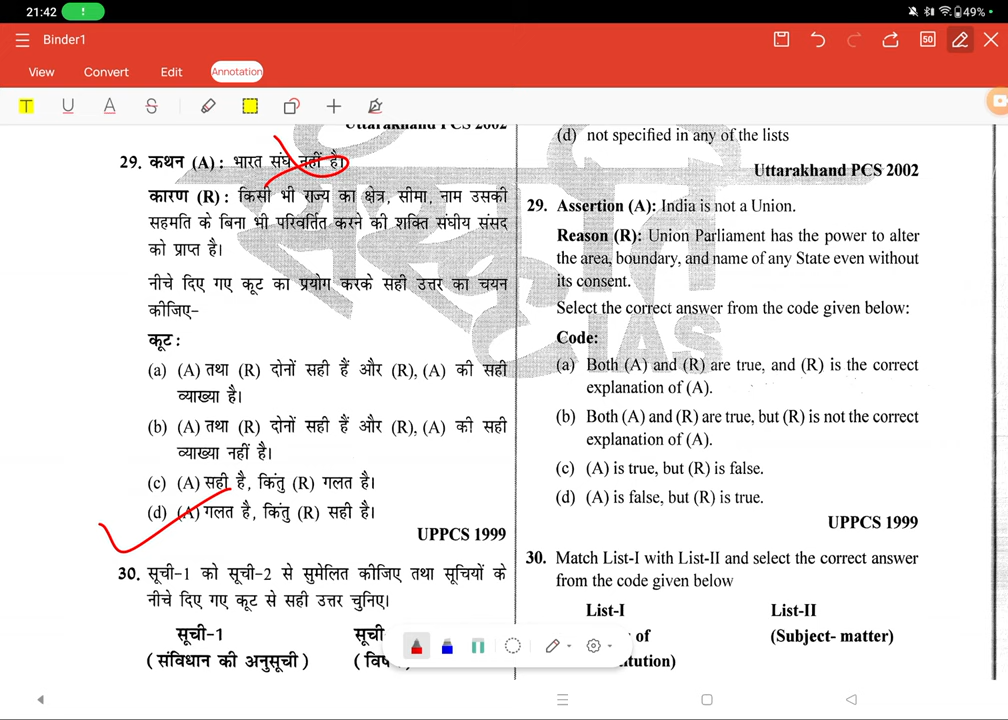 21:42
49%
Binder1
50
View Convert Edit Annotation
T U A S
Uttarakhand PCS 2002
29. कथन (A): भारत संघ नहीं है।
कारण (R): किसी भी राज्य का क्षेत्र, सीमा, नाम उसकी
सहमति के बिना भी परिवर्तित करने की शक्ति संघीय संसद
को प्राप्त है।
नीचे दिए गए कूट का प्रयोग करके सही उत्तर का चयन
कीजिए-
कूट:
(a) (A) तथा (R) दोनों सही हैं और (R), (A) की सही
व्याख्या है।
(b) (A) तथा (R) दोनों सही हैं और (R), (A) की सही
व्याख्या नहीं है।
(c) (A) सही है, किंतु (R) गलत है।
(d) (A) गलत है, किंतु (R) सही है।
UPPCS 1999
30. सूची-1 को सूची-2 से सुमेलित कीजिए तथा सूचियों के
नीचे दिए गए कूट से सही उत्तर चुनिए।
सूची-1 सूची
(संविधान की अनुसूची) (विष
(d) not specified in any of the lists
Uttarakhand PCS 2002
29. Assertion (A): India is not a Union.
Reason (R): Union Parliament has the power to alter
the area, boundary, and name of any State even without
its consent.
Select the correct answer from the code given below:
Code:
(a) Both (A) and (R) are true, and (R) is the correct
explanation of (A).
(b) Both (A) and (R) are true, but (R) is not the correct
explanation of (A).
(c) (A) is true, but (R) is false.
(d) (A) is false, but (R) is true.
UPPCS 1999
30. Match List-I with List-II and select the correct answer
from the code given below
List-I List-II
of (Subject- matter)
itution)
संस्कृति
IAS